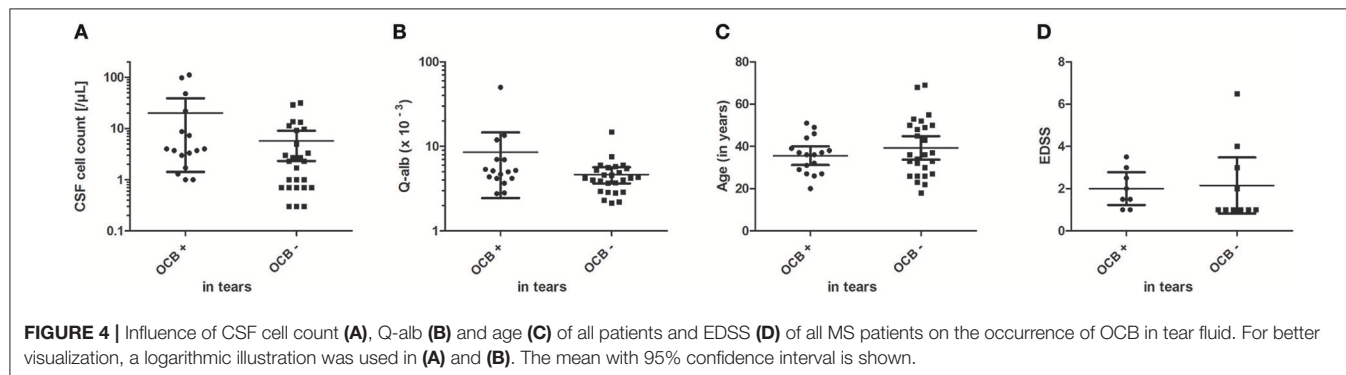 A
B
C
D
CSF cell count [/µL]
100
10
1
0.1
OCB +
OCB -
in tears
Q-alb (x 10 -3)
100
10
1
OCB +
OCB -
in tears
Age (in years)
80
60
40
20
0
OCB +
OCB -
in tears
EDSS
8
6
4
2
0
OCB +
OCB -
in tears
FIGURE 4 | Influence of CSF cell count (A), Q-alb (B) and age (C) of all patients and EDSS (D) of all MS patients on the occurrence of OCB in tear fluid. For better
visualization, a logarithmic illustration was used in (A) and (B). The mean with 95% confidence interval is shown.